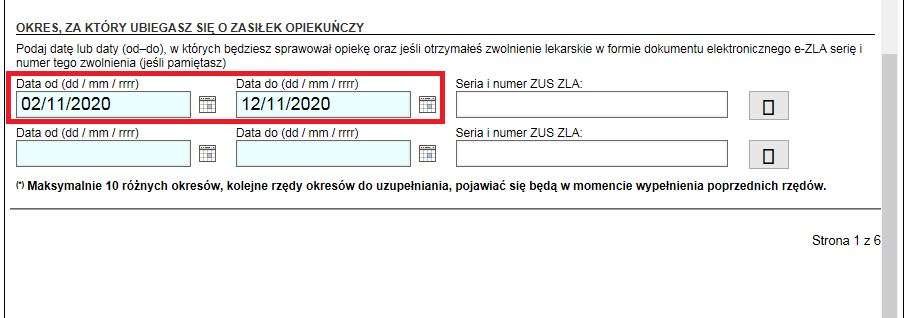 OKRES, ZA KTÓRY UBIEGASZ SIĘ O ZASIŁEK OPIEKUŃCZY
Podaj datę lub daty (od–do), w których będziesz sprawował opiekę oraz jeśli otrzymałeś zwolnienie lekarskie w formie dokumentu elektronicznego e-ZLA serię i
numer tego zwolnienia (jeśli pamiętasz)
Data od (dd / mm / rrrr) Data do (dd / mm / rrrr) Seria i numer ZUS ZLA:
02/11/2020 12/11/2020
Data od (dd / mm / rrrr) Data do (dd / mm / rrrr) Seria i numer ZUS ZLA:
(*) Maksymalnie 10 różnych okresów, kolejne rzędy okresów do uzupełniania, pojawiać się będą w momencie wypełnienia poprzednich rzędów.
Strona 1 z 6